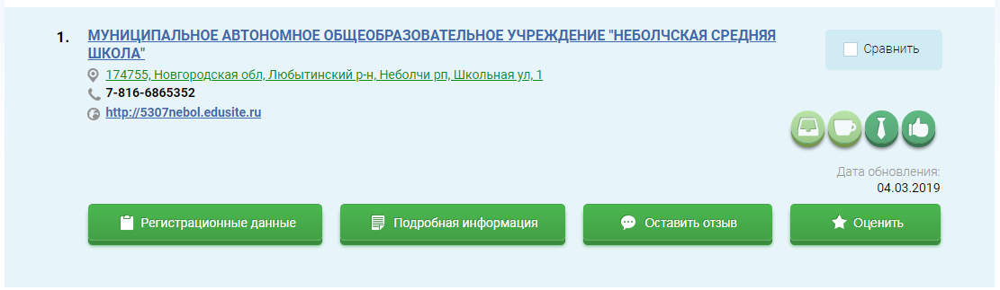 1. МУНИЦИПАЛЬНОЕ АВТОНОМНОЕ ОБЩЕОБРАЗОВАТЕЛЬНОЕ УЧРЕЖДЕНИЕ "НЕБОЛЧСКАЯ СРЕДНЯЯ
ШКОЛА"
Сравнить
174755, Новгородская обл, Любытинский р-н, Неболчи рп, Школьная ул, 1
7-816-6865352
http://5307nebol.edusite.ru
Дата обновления:
04.03.2019
Регистрационные данные
Подробная информация
Оставить отзыв
Оценить